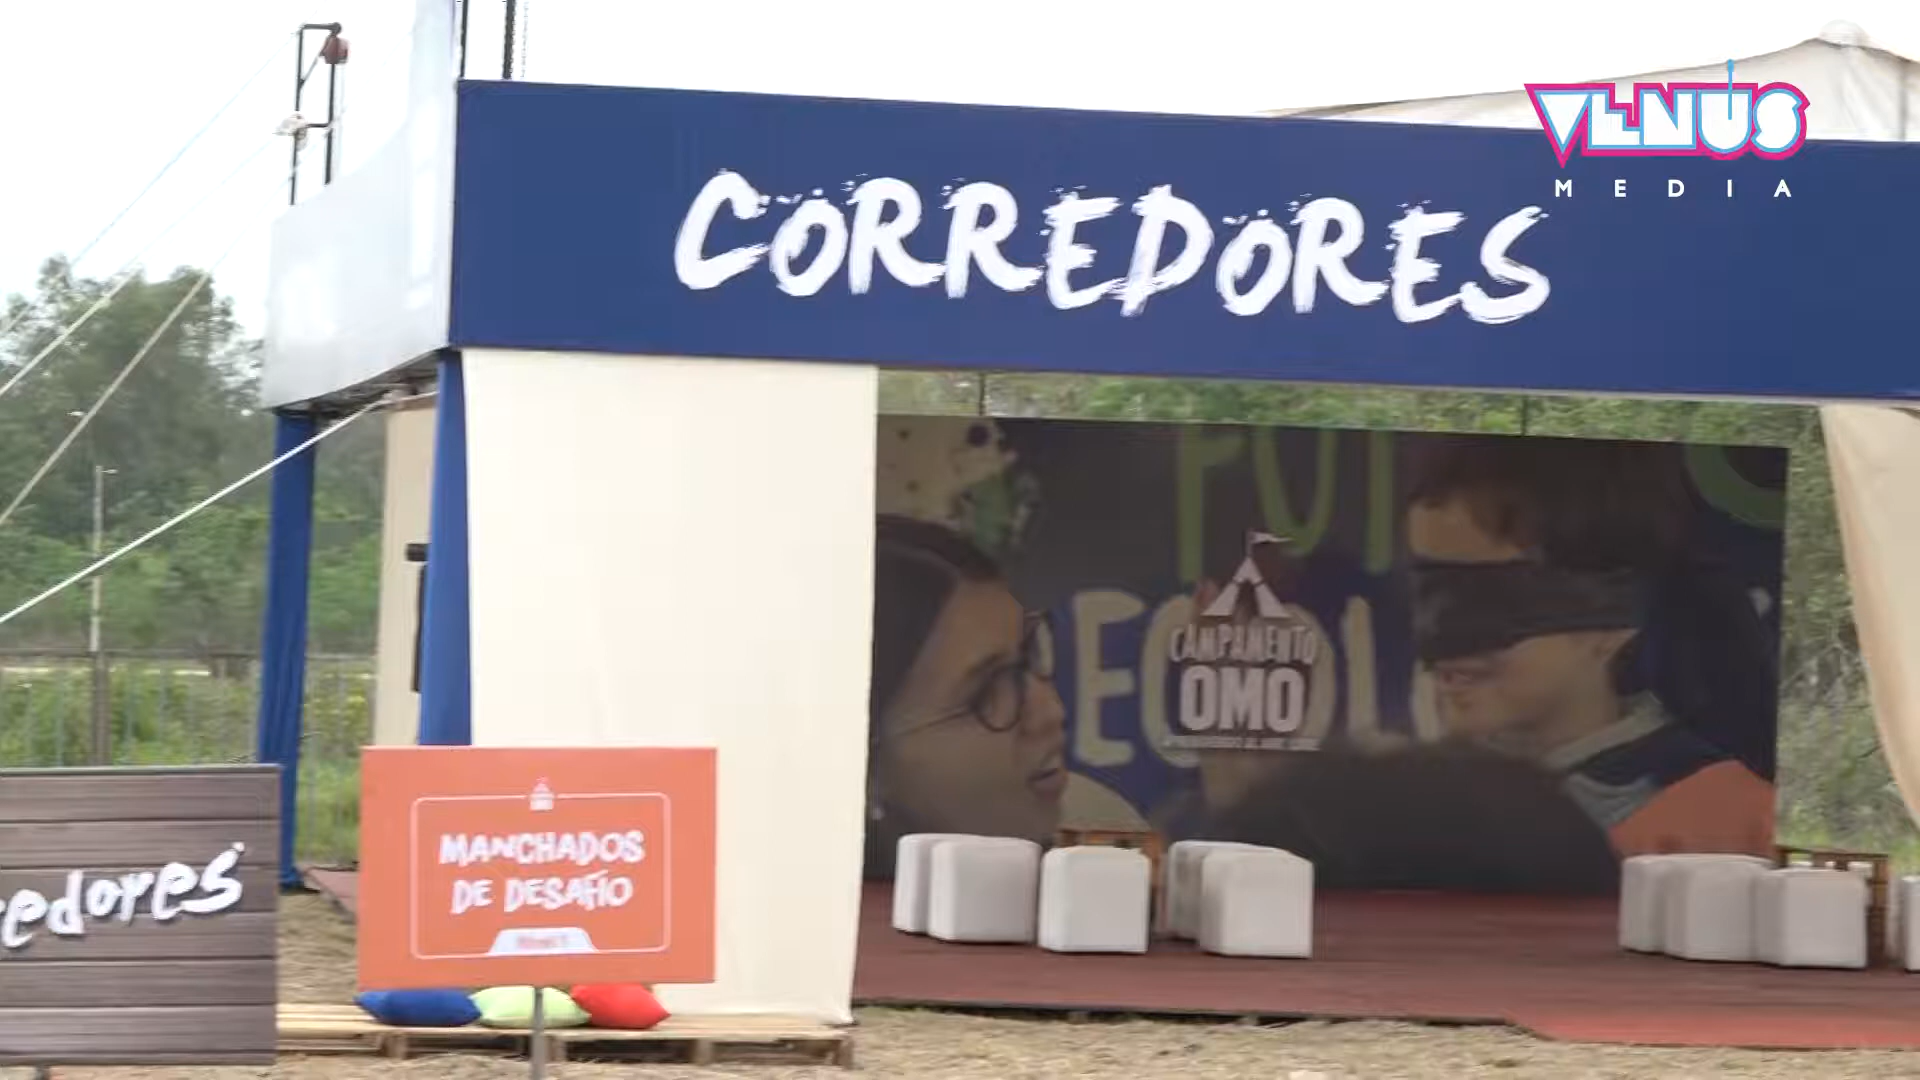 VENUS
MEDIA
CORREDORES
CAMPAMENTO
OMO
MANCHADOS
DE DESAFÍO
edores